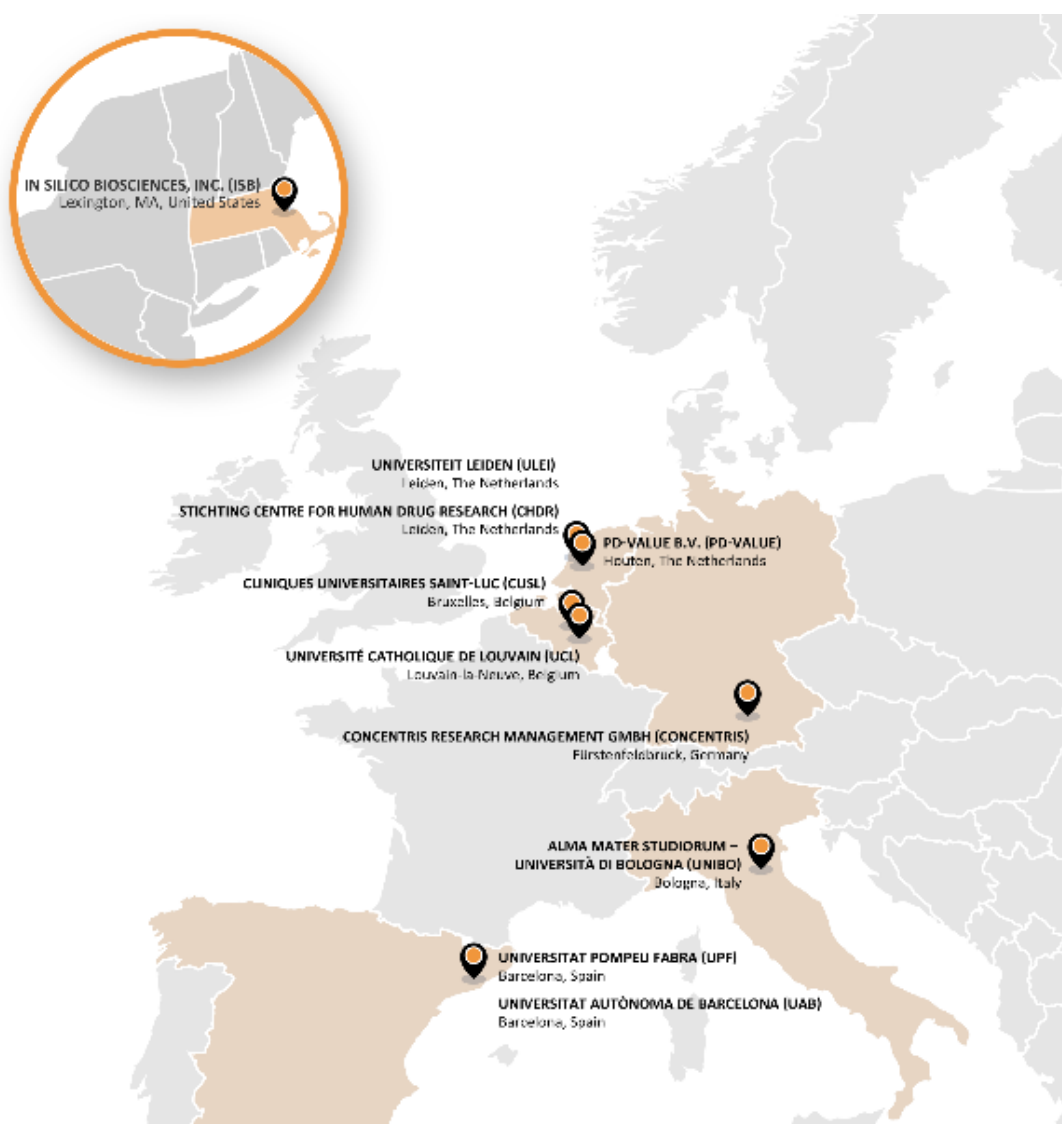 IN SILICO BIOSCIENCES, INC. (ISB)
Lexington, MA, United States
UNIVERSITEIT LEIDEN (ULEI)
Leiden, The Netherlands
STICHTING CENTRE FOR HUMAN DRUG RESEARCH (CHDR)
Leiden, The Netherlands
PD-VALUE B.V. (PD-VALUE)
Houten, The Netherlands
CLINIQUES UNIVERSITAIRES SAINT-LUC (CUSL)
Bruxelles, Belgium
UNIVERSITÉ CATHOLIQUE DE LOUVAIN (UCL)
Louvain-la-Neuve, Belgium
CONCENTRIS RESEARCH MANAGEMENT GMBH (CONCENTRIS)
Fürstenfeldbruck, Germany
ALMA MATER STUDIORUM –
UNIVERSITÀ DI BOLOGNA (UNIBO)
Bologna, Italy
UNIVERSITAT POMPEU FABRA (UPF)
Barcelona, Spain
UNIVERSITAT AUTÒNOMA DE BARCELONA (UAB)
Barcelona, Spain